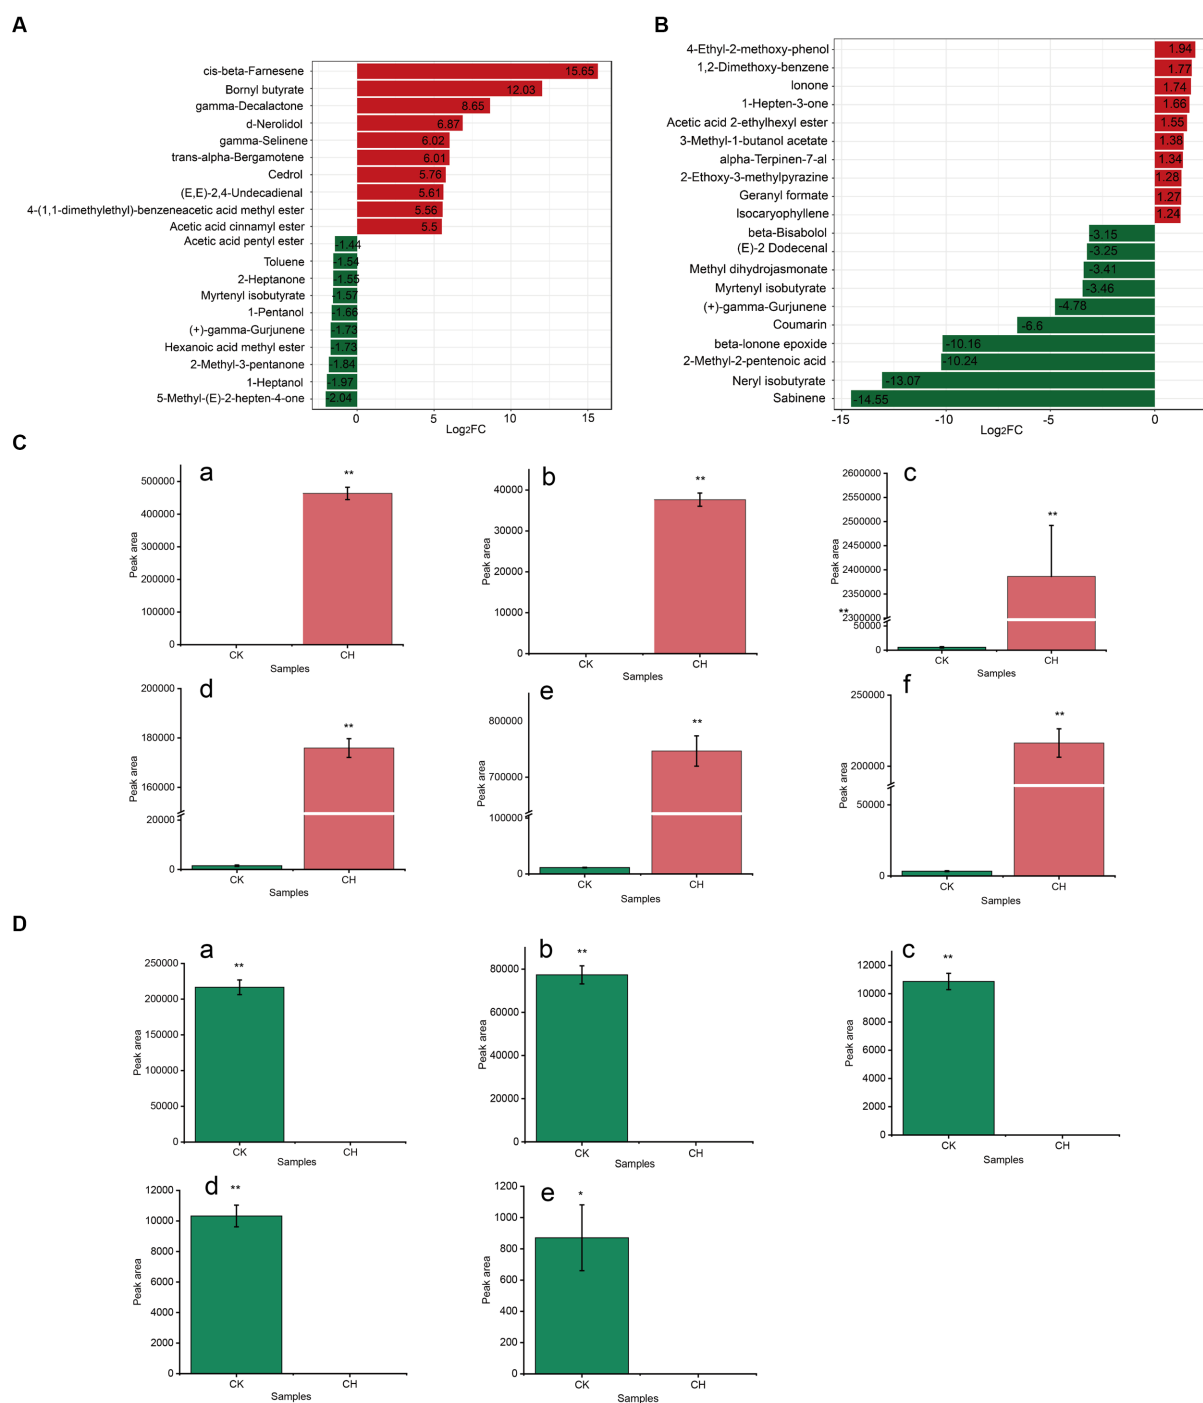 A
cis-beta-Farnesene 15.65
Bornyl butyrate 12.03
gamma-Decalactone 8.65
d-Nerolidol 6.87
gamma-Selinene 6.02
trans-alpha-Bergamotene 6.01
Cedrol 5.76
(E,E)-2,4-Undecadienal 5.61
4-(1,1-dimethylethyl)-benzeneacetic acid methyl ester 5.56
Acetic acid cinnamyl ester 5.5
Acetic acid pentyl ester -1.44
Toluene -1.54
2-Heptanone -1.55
Myrtenyl isobutyrate -1.57
1-Pentanol -1.66
(+)-gamma-Gurjunene -1.73
Hexanoic acid methyl ester -1.73
2-Methyl-3-pentanone -1.84
1-Heptanol -1.97
5-Methyl-(E)-2-hepten-4-one -2.04
0 5 10 15
Log2FC
B
4-Ethyl-2-methoxy-phenol 1.94
1,2-Dimethoxy-benzene 1.77
Ionone 1.74
1-Hepten-3-one 1.66
Acetic acid 2-ethylhexyl ester 1.55
3-Methyl-1-butanol acetate 1.38
alpha-Terpinen-7-al 1.34
2-Ethoxy-3-methylpyrazine 1.28
Geranyl formate 1.27
Isocaryophyllene 1.24
beta-Bisabolol -3.15
(E)-2 Dodecenal -3.25
Methyl dihydrojasmonate -3.41
Myrtenyl isobutyrate -3.46
(+)-gamma-Gurjunene -4.78
Coumarin -6.6
beta-Ionone epoxide -10.16
2-Methyl-2-pentenoic acid -10.24
Neryl isobutyrate -13.07
Sabinene -14.55
-15 -10 -5 0
Log2FC
C
a
**
500000
400000
300000
200000
100000
0
Peak area
CK CH
Samples
b
**
40000
30000
20000
10000
0
Peak area
CK CH
Samples
c
**
**
2600000
2550000
2500000
2450000
2400000
2350000
2300000
50000
0
Peak area
CK CH
Samples
d
**
200000
180000
160000
20000
0
Peak area
CK CH
Samples
e
**
800000
700000
100000
0
Peak area
CK CH
Samples
f
**
250000
200000
50000
0
Peak area
CK CH
Samples
D
a
**
250000
200000
150000
100000
50000
0
Peak area
CK CH
Samples
b
**
80000
60000
40000
20000
0
Peak area
CK CH
Samples
c
**
12000
10000
8000
6000
4000
2000
0
Peak area
CK CH
Samples
d
**
12000
10000
8000
6000
4000
2000
0
Peak area
CK CH
Samples
e
*
1200
1000
800
600
400
200
0
Peak area
CK CH
Samples